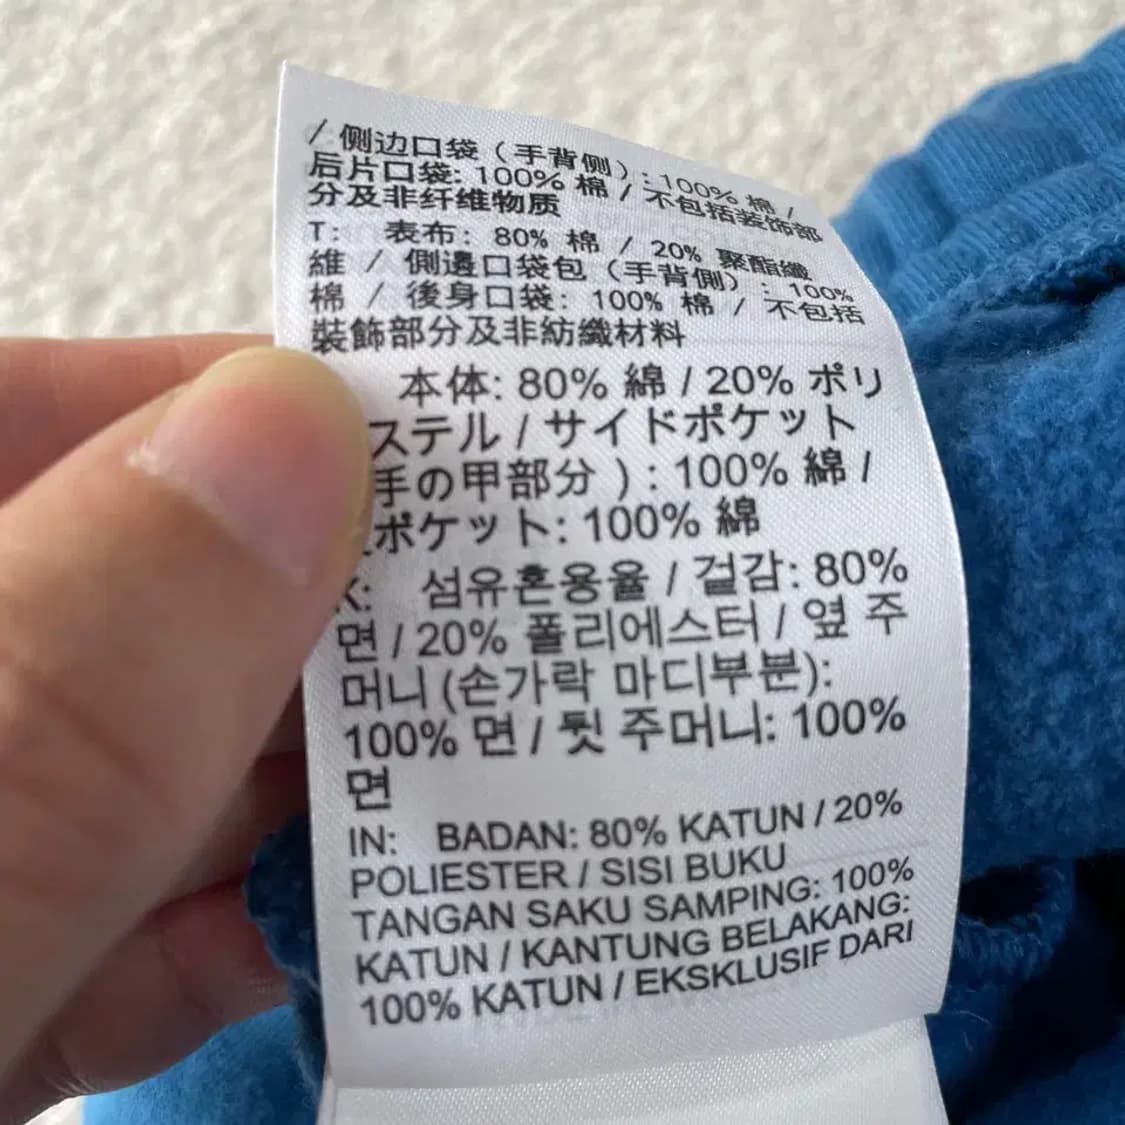 / 侧边口袋 (手背侧) : 100% 棉 /
后片口袋: 100% 棉 / 不包括装饰部
分及非纤维物质
T: 表布: 80% 棉 / 20% 聚酯纖
維 / 側邊口袋包 (手背側) : 100%
棉 / 後身口袋: 100% 棉 / 不包括
裝飾部分及非紡織材料
本体: 80% 綿 / 20% ポリ
ステル / サイドポケット
手の甲部分 ) : 100% 綿 /
ポケット: 100% 綿
K: 섬유혼용율 / 겉감: 80%
면 / 20% 폴리에스터 / 옆 주
머니 (손가락 마디부분):
100% 면 / 뒷 주머니: 100%
면
IN: BADAN: 80% KATUN / 20%
POLIESTER / SISI BUKU
TANGAN SAKU SAMPING: 100%
KATUN / KANTUNG BELAKANG:
100% KATUN / EKSKLUSIF DARI